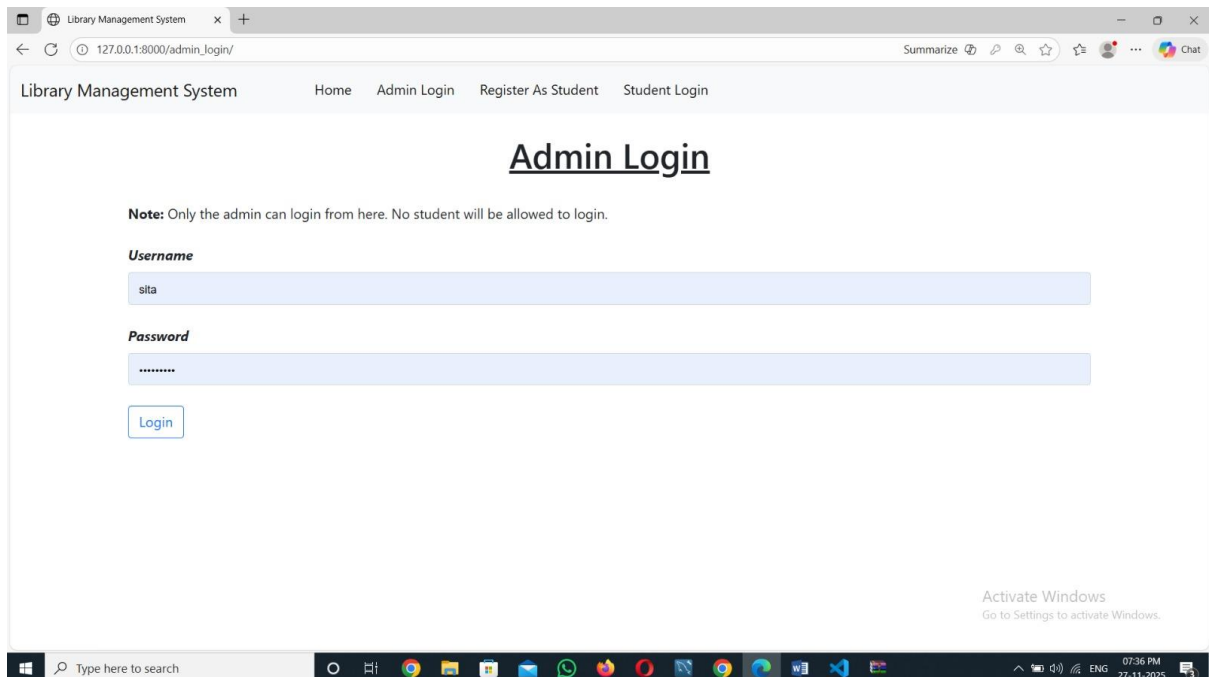 Library Management System
127.0.0.1:8000/admin_login/
Summarize
Chat
Library Management System Home Admin Login Register As Student Student Login
Admin Login
Note: Only the admin can login from here. No student will be allowed to login.
Username
sita
Password
•••••••••
Login
Activate Windows
Go to Settings to activate Windows.
Type here to search
ENG
07:36 PM
27-11-2025
3